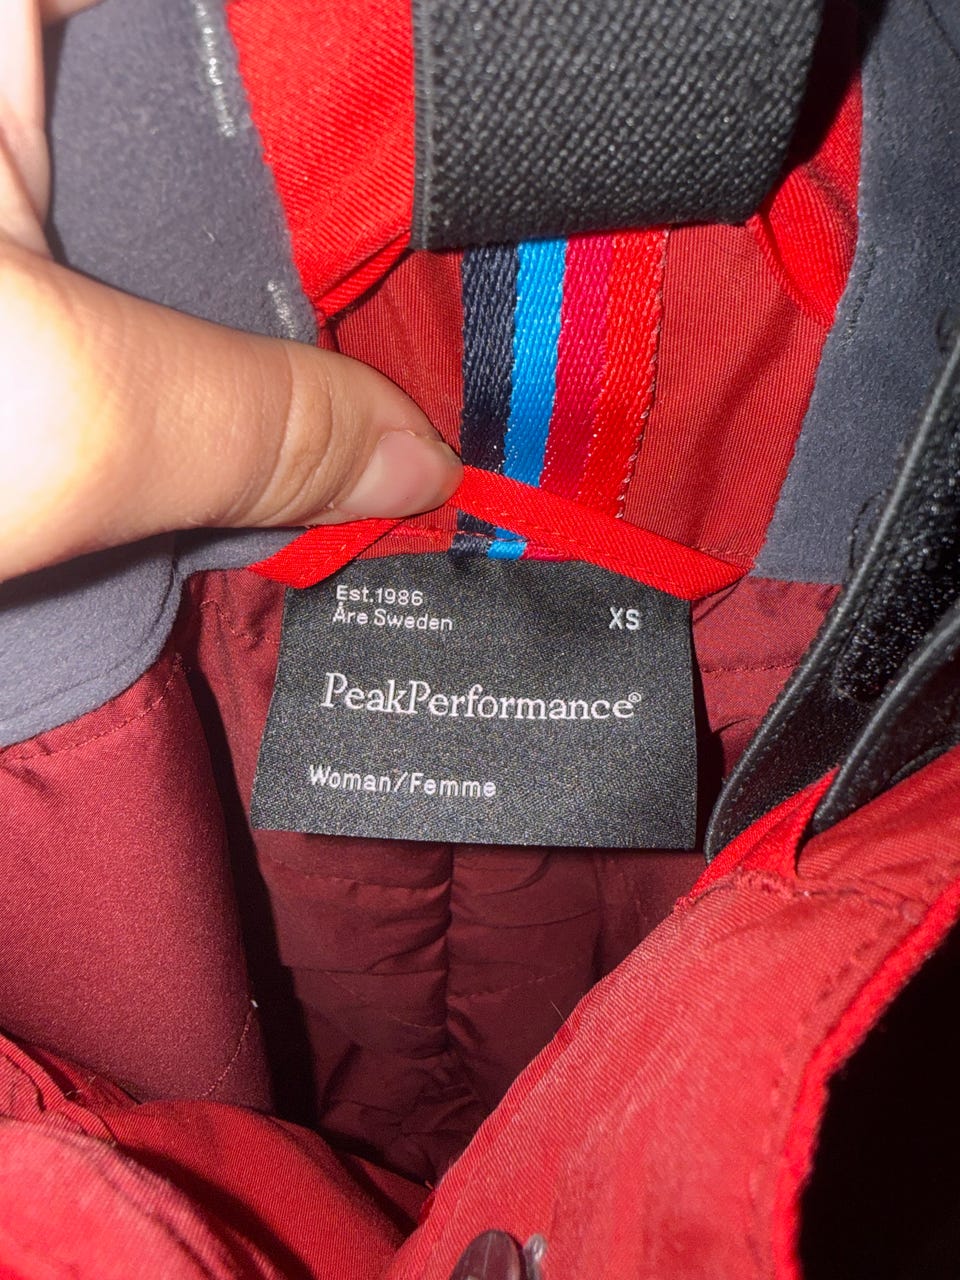 Est.1986
Åre Sweden
XS
PeakPerformance®
Woman/Femme